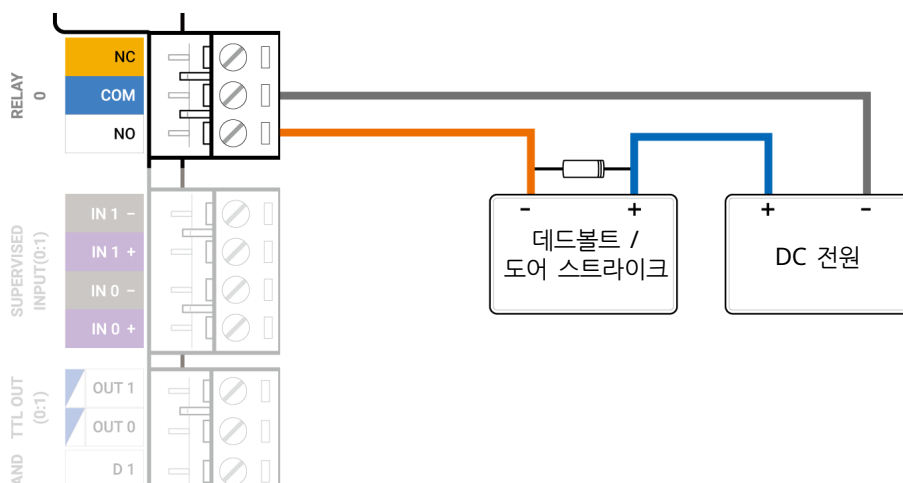 RELAY
0
NC
COM
NO
- +
데드볼트 /
도어 스트라이크
+ -
DC 전원
SUPERVISED
INPUT(0:1)
IN 1 −
IN 1 +
IN 0 −
IN 0 +
TTL OUT
(0:1)
OUT 1
OUT 0
AND
D 1